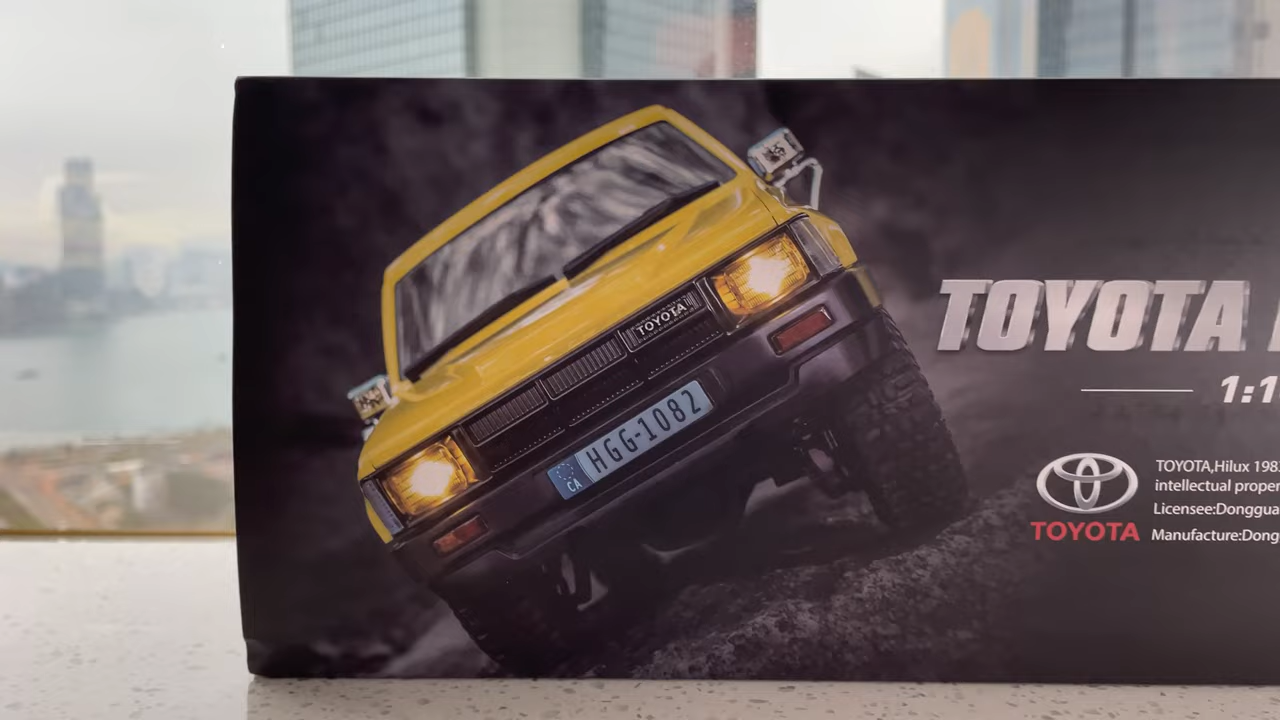 TOYOTA
HGG-1082
CA
TOYOTA
1:1
TOYOTA,Hilux 198
intellectual proper
Licensee:Donggua
TOYOTA
Manufacture:Dong